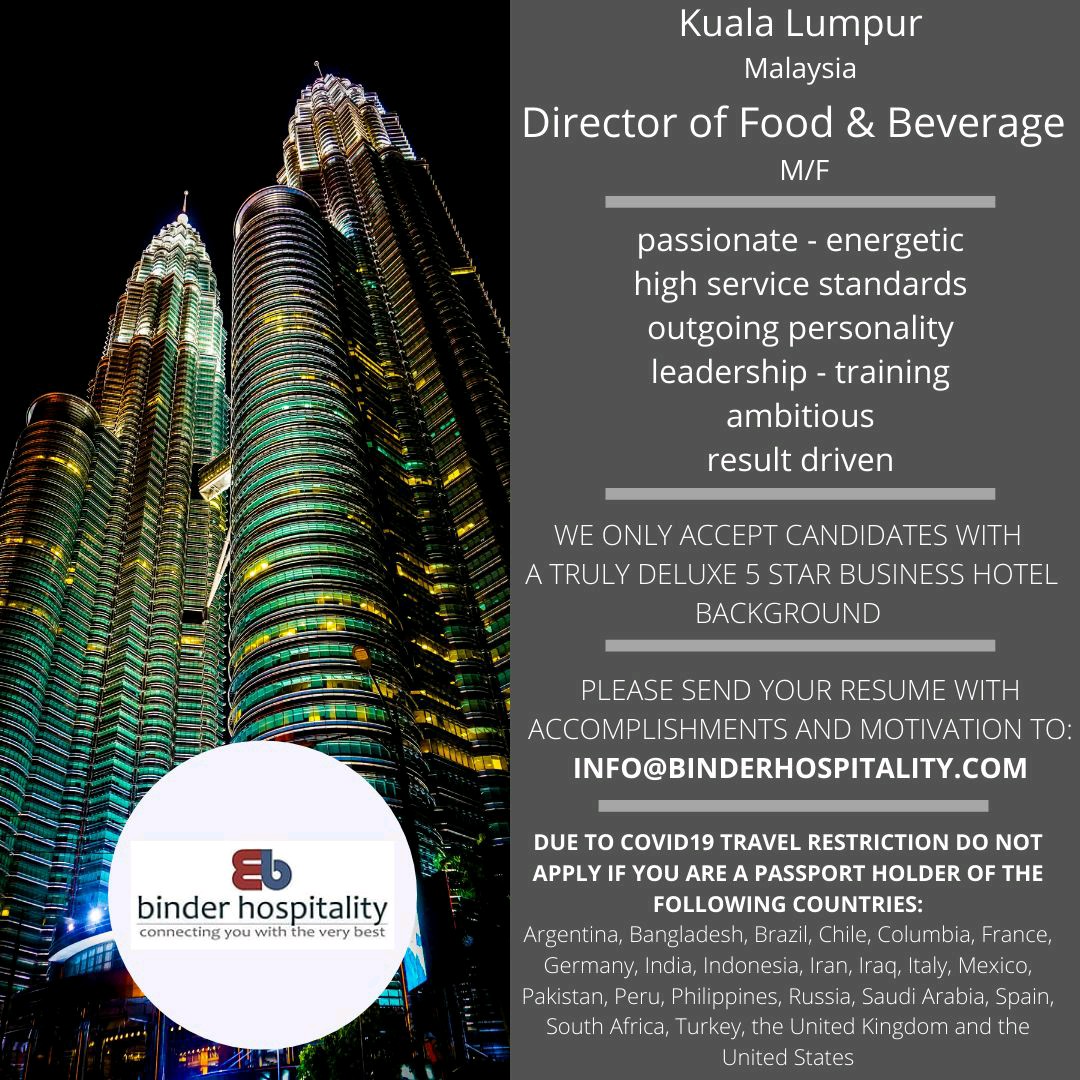 Kuala Lumpur
Malaysia
Director of Food & Beverage
M/F
passionate - energetic
high service standards
outgoing personality
leadership - training
ambitious
result driven
WE ONLY ACCEPT CANDIDATES WITH
A TRULY DELUXE 5 STAR BUSINESS HOTEL
BACKGROUND
PLEASE SEND YOUR RESUME WITH
ACCOMPLISHMENTS AND MOTIVATION TO:
INFO@BINDERHOSPITALITY.COM
DUE TO COVID19 TRAVEL RESTRICTION DO NOT
APPLY IF YOU ARE A PASSPORT HOLDER OF THE
FOLLOWING COUNTRIES:
Argentina, Bangladesh, Brazil, Chile, Columbia, France,
Germany, India, Indonesia, Iran, Iraq, Italy, Mexico,
Pakistan, Peru, Philippines, Russia, Saudi Arabia, Spain,
South Africa, Turkey, the United Kingdom and the
United States
binder hospitality
connecting you with the very best